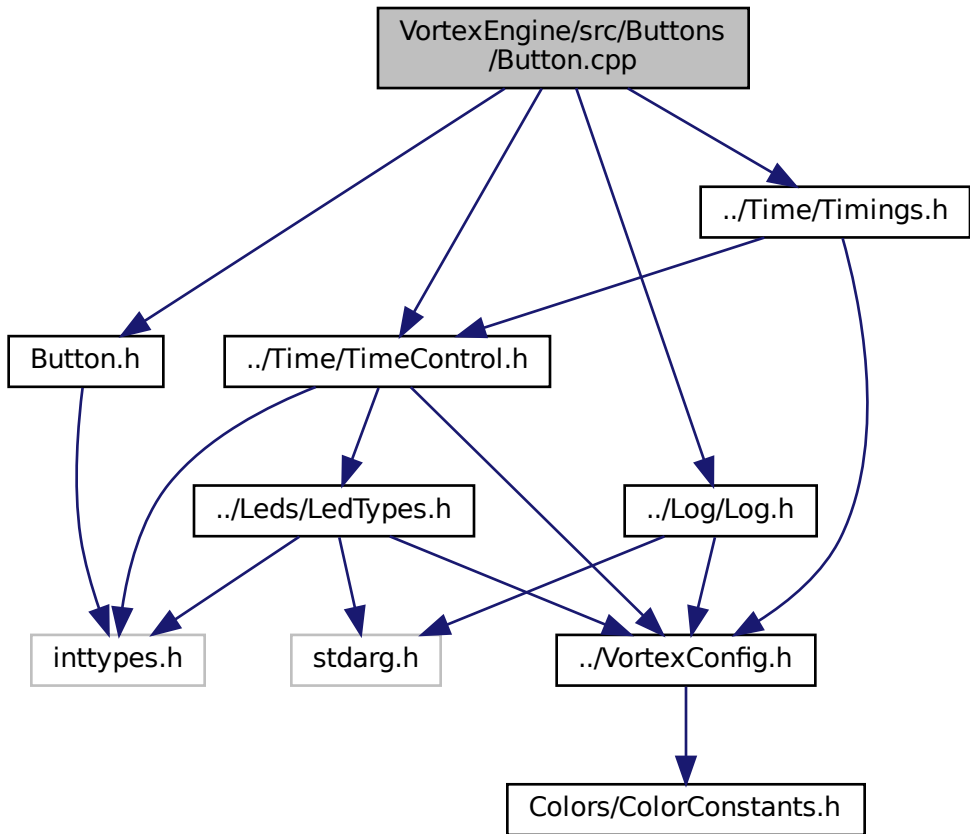 VortexEngine/src/Buttons
/Button.cpp
../Time/Timings.h
Button.h
../Time/TimeControl.h
../Leds/LedTypes.h
../Log/Log.h
inttypes.h
stdarg.h
../VortexConfig.h
Colors/ColorConstants.h